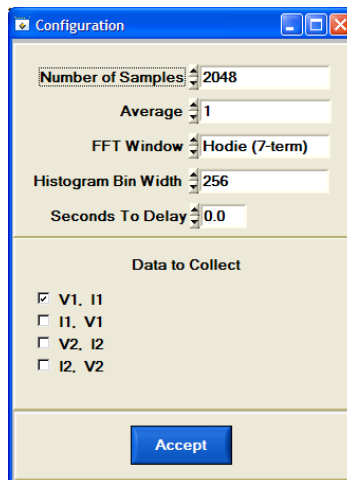 Configuration
Number of Samples 2048
Average 1
FFT Window Hodie (7-term)
Histogram Bin Width 256
Seconds To Delay 0.0
Data to Collect
V1, I1
I1, V1
V2, I2
I2, V2
Accept